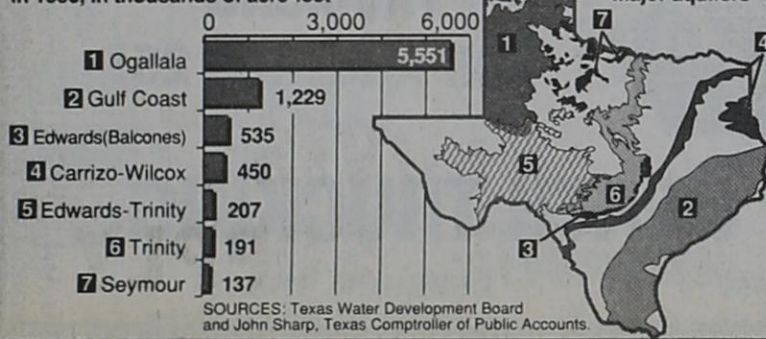 0 3,000 6,000
1 Ogallala 5,551
2 Gulf Coast 1,229
3 Edwards(Balcones) 535
4 Carrizo-Wilcox 450
5 Edwards-Trinity 207
6 Trinity 191
7 Seymour 137
SOURCES: Texas Water Development Board
and John Sharp, Texas Comptroller of Public Accounts.
7
1
4
5
6
2
3